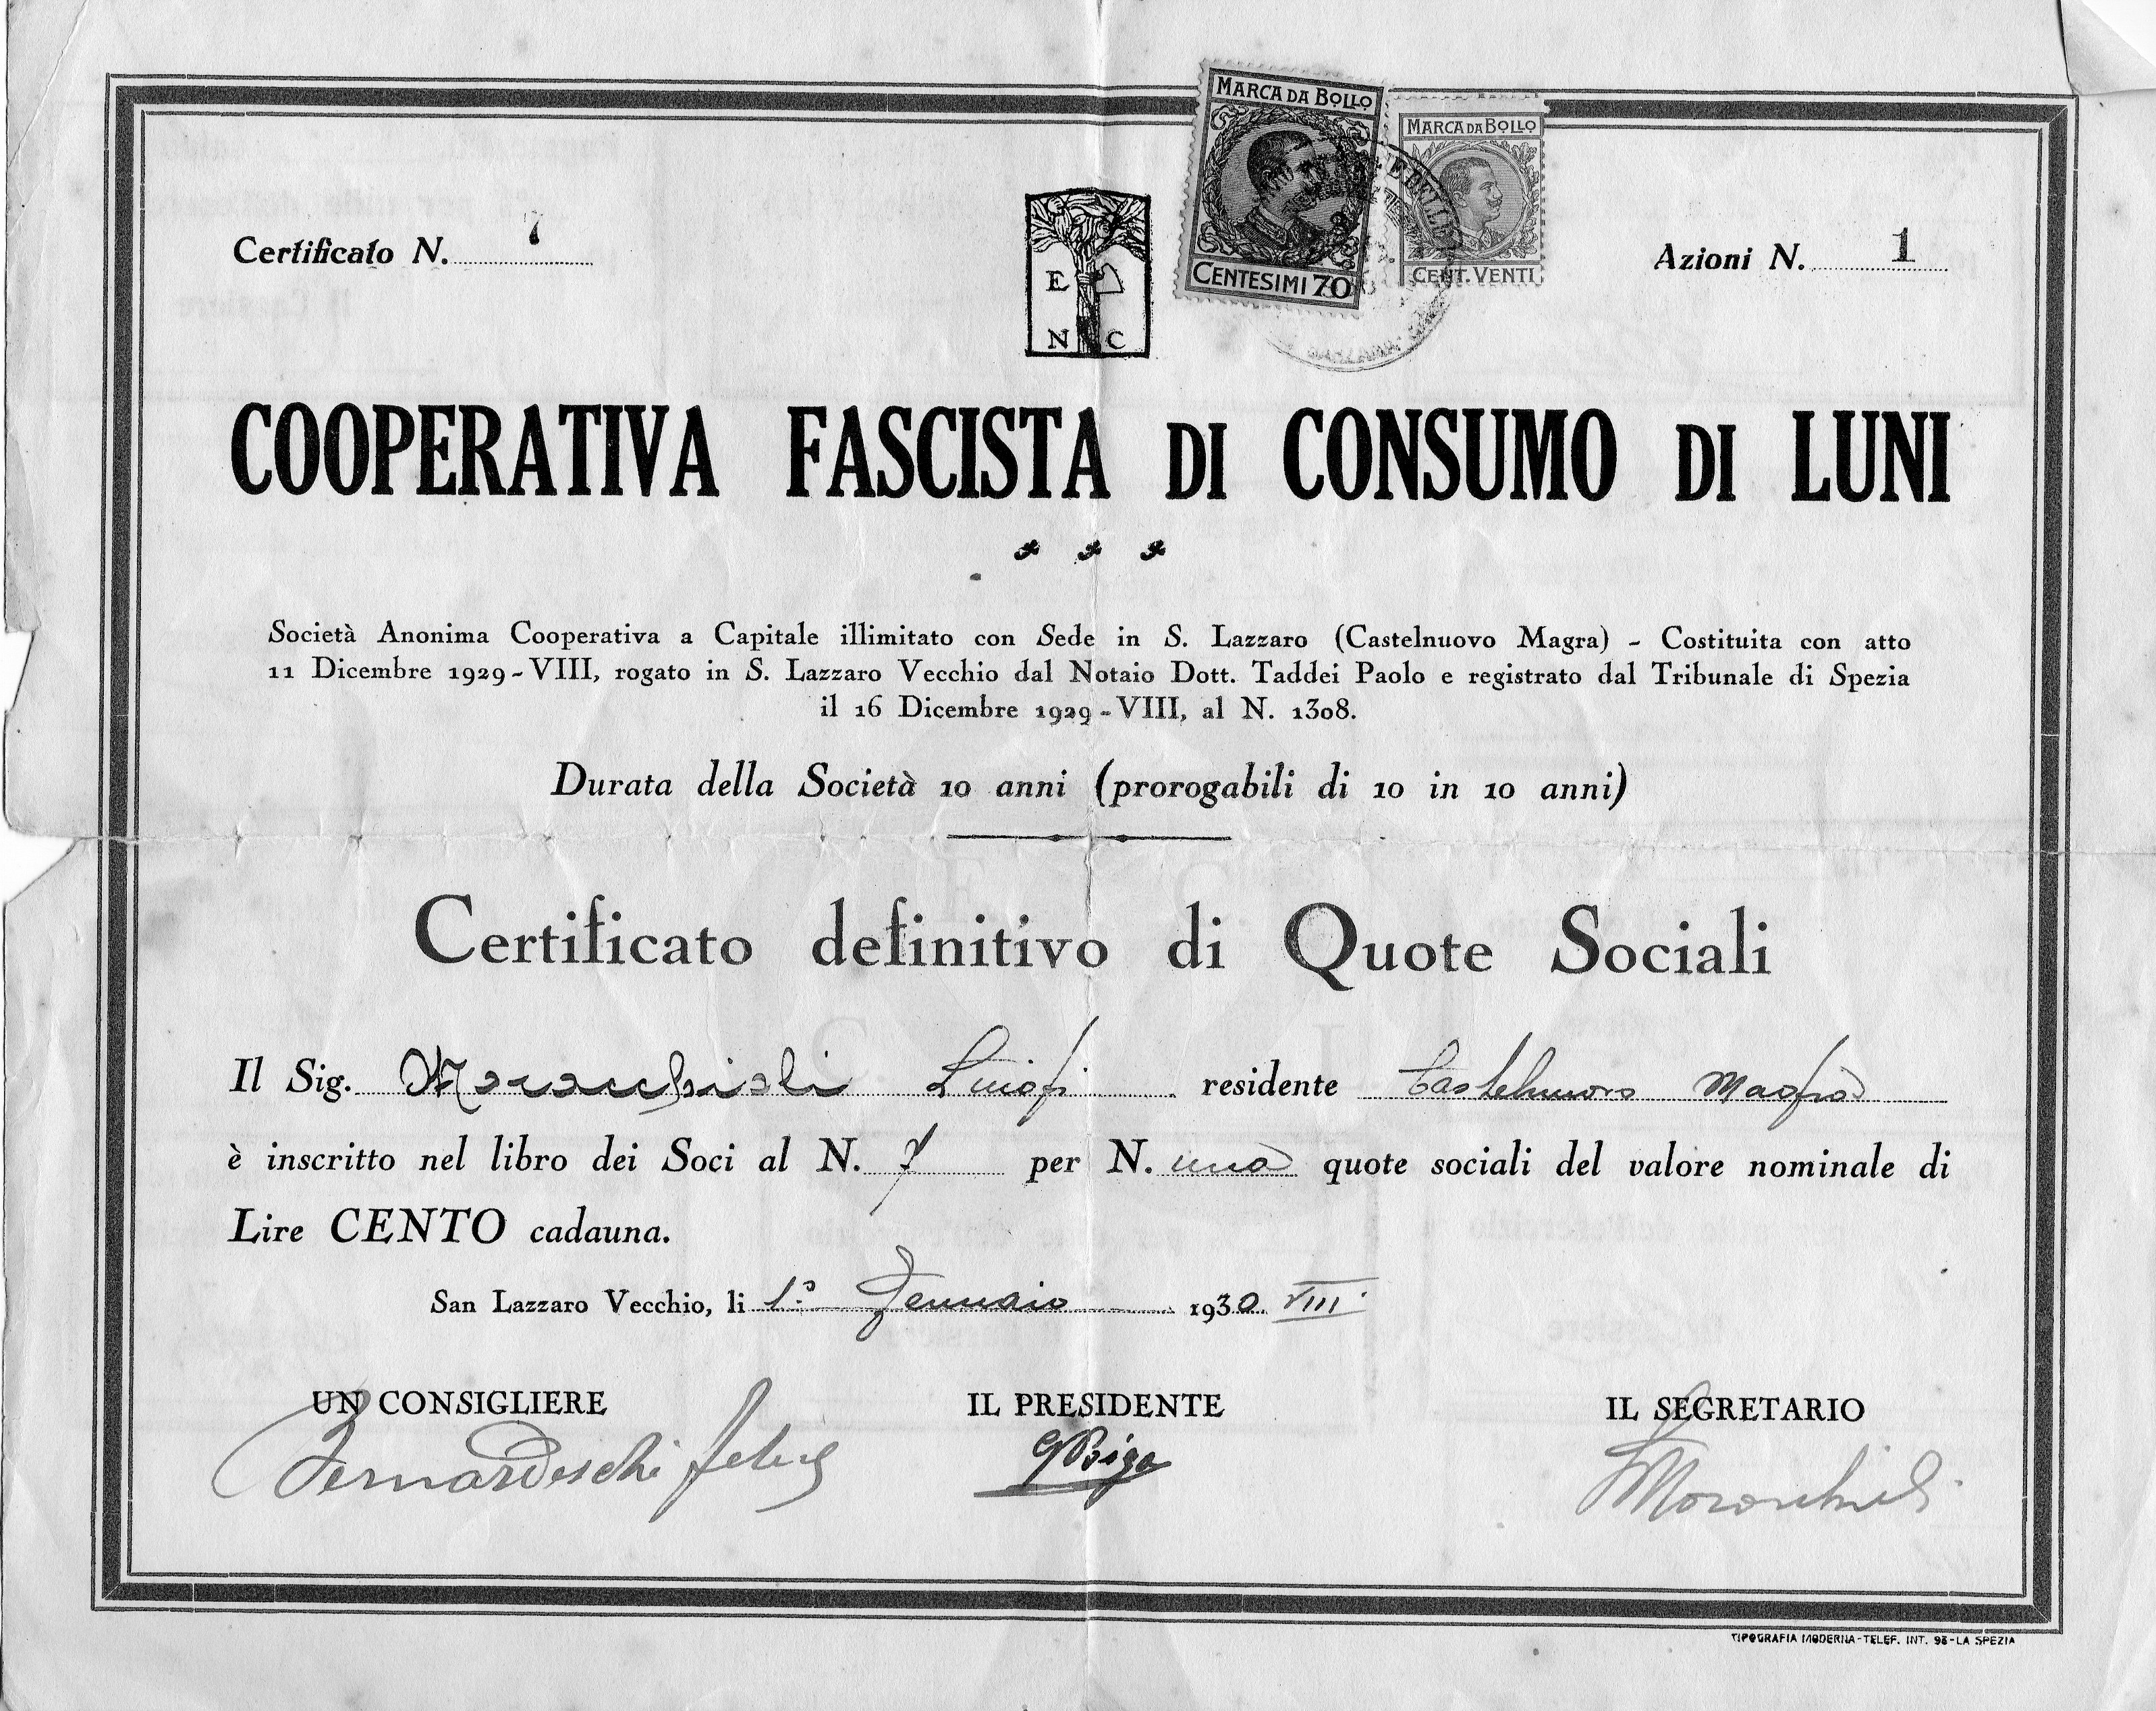 MARCA DA BOLLO
MARCA DA BOLLO
CENTESIMI 70
CENT. VENTI
Certificato N. 7
E N C
Azioni N. 1
COOPERATIVA FASCISTA DI CONSUMO DI LUNI
Società Anonima Cooperativa a Capitale illimitato con Sede in S. Lazzaro (Castelnuovo Magra) - Costituita con atto
11 Dicembre 1929-VIII, rogato in S. Lazzaro Vecchio dal Notaio Dott. Taddei Paolo e registrato dal Tribunale di Spezia
il 16 Dicembre 1929-VIII, al N. 1308.
Durata della Società 10 anni (prorogabili di 10 in 10 anni)
Certificato definitivo di Quote Sociali
Il Sig. Maracchioli Luigi residente Castelnuovo Magra
è inscritto nel libro dei Soci al N. 7 per N. una quote sociali del valore nominale di
Lire CENTO cadauna.
San Lazzaro Vecchio, li 1º Gennaio 1930 VIII
UN CONSIGLIERE IL PRESIDENTE IL SEGRETARIO
Bernardeschi GBiga
TIPOGRAFIA MODERNA-TELEF. INT. 93-LA SPEZIA